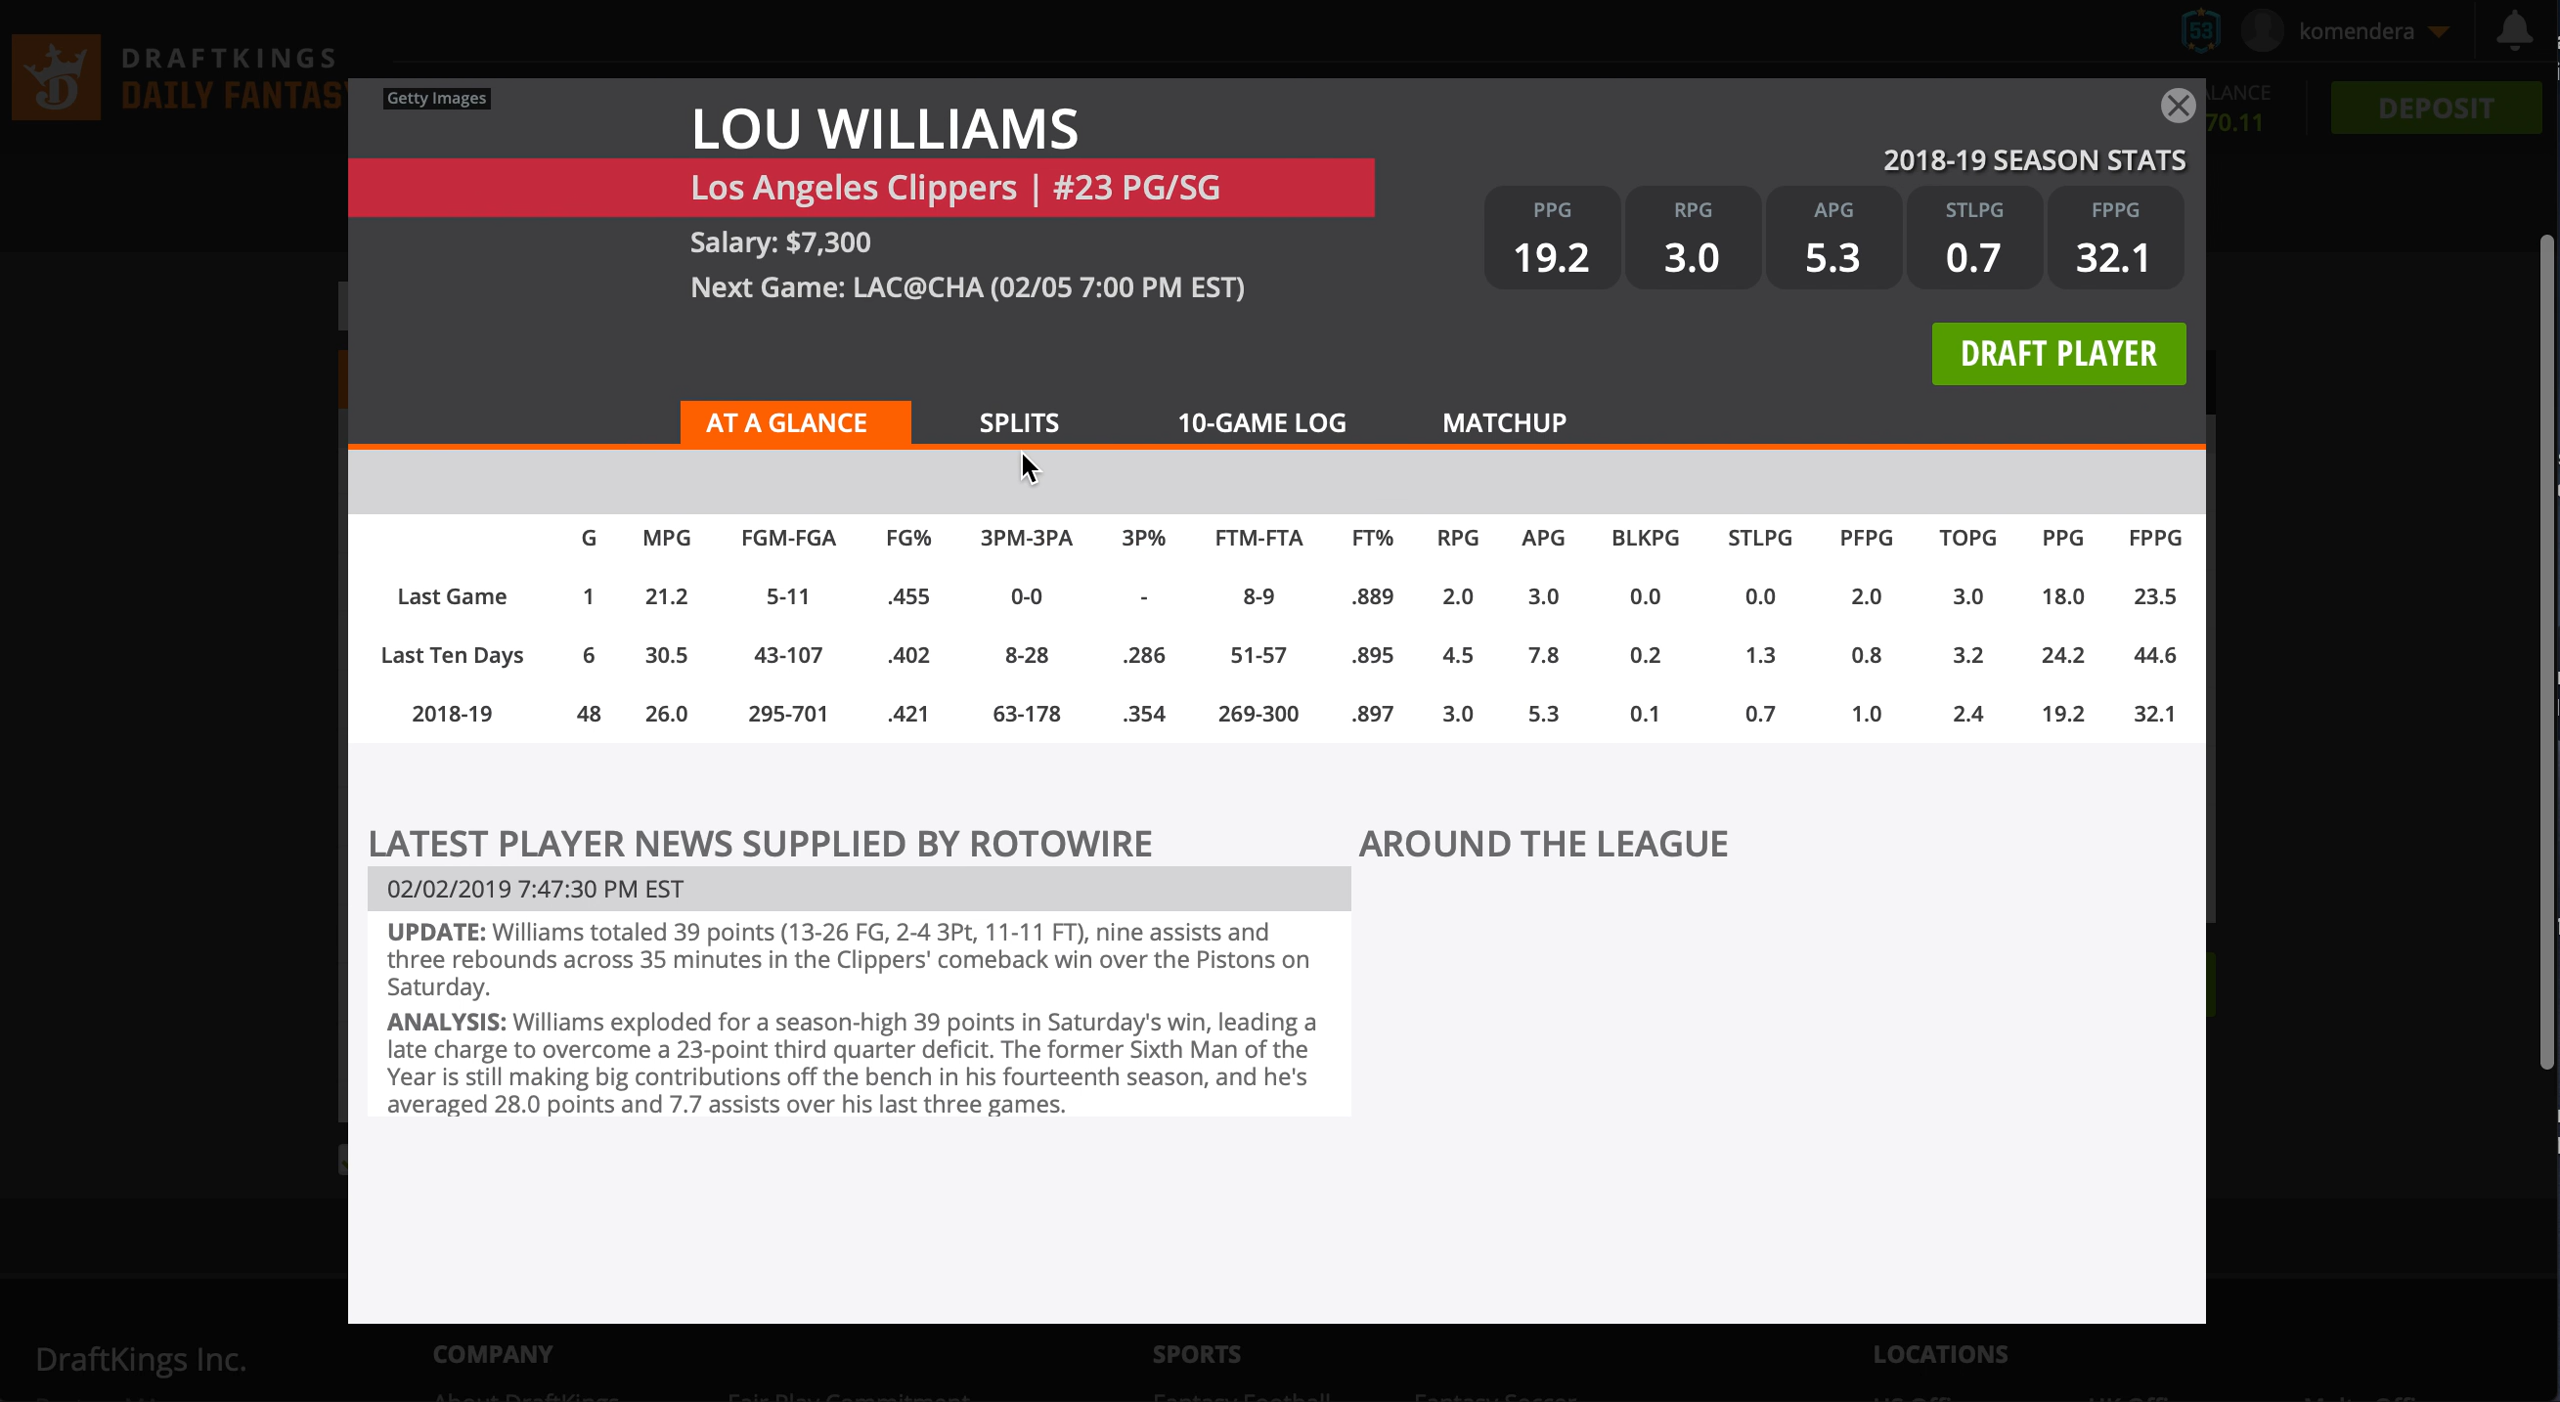 DRAFTKINGS
DAILY FANTASY
53
komendera
Getty Images
LOU WILLIAMS
Los Angeles Clippers | #23 PG/SG
Salary: $7,300
Next Game: LAC@CHA (02/05 7:00 PM EST)
LANCE
70.11
DEPOSIT
2018-19 SEASON STATS
PPG RPG APG STLPG FPPG
19.2 3.0 5.3 0.7 32.1
DRAFT PLAYER
AT A GLANCE SPLITS 10-GAME LOG MATCHUP
G MPG FGM-FGA FG% 3PM-3PA 3P% FTM-FTA FT% RPG APG BLKPG STLPG PFPG TOPG PPG FPPG
Last Game 1 21.2 5-11 .455 0-0 - 8-9 .889 2.0 3.0 0.0 0.0 2.0 3.0 18.0 23.5
Last Ten Days 6 30.5 43-107 .402 8-28 .286 51-57 .895 4.5 7.8 0.2 1.3 0.8 3.2 24.2 44.6
2018-19 48 26.0 295-701 .421 63-178 .354 269-300 .897 3.0 5.3 0.1 0.7 1.0 2.4 19.2 32.1
LATEST PLAYER NEWS SUPPLIED BY ROTOWIRE
02/02/2019 7:47:30 PM EST
UPDATE: Williams totaled 39 points (13-26 FG, 2-4 3Pt, 11-11 FT), nine assists and
three rebounds across 35 minutes in the Clippers' comeback win over the Pistons on
Saturday.
ANALYSIS: Williams exploded for a season-high 39 points in Saturday's win, leading a
late charge to overcome a 23-point third quarter deficit. The former Sixth Man of the
Year is still making big contributions off the bench in his fourteenth season, and he's
averaged 28.0 points and 7.7 assists over his last three games.
AROUND THE LEAGUE
DraftKings Inc.
COMPANY
SPORTS
LOCATIONS
About DraftKings Fair Play Commitment Fantasy Football Fantasy Soccer